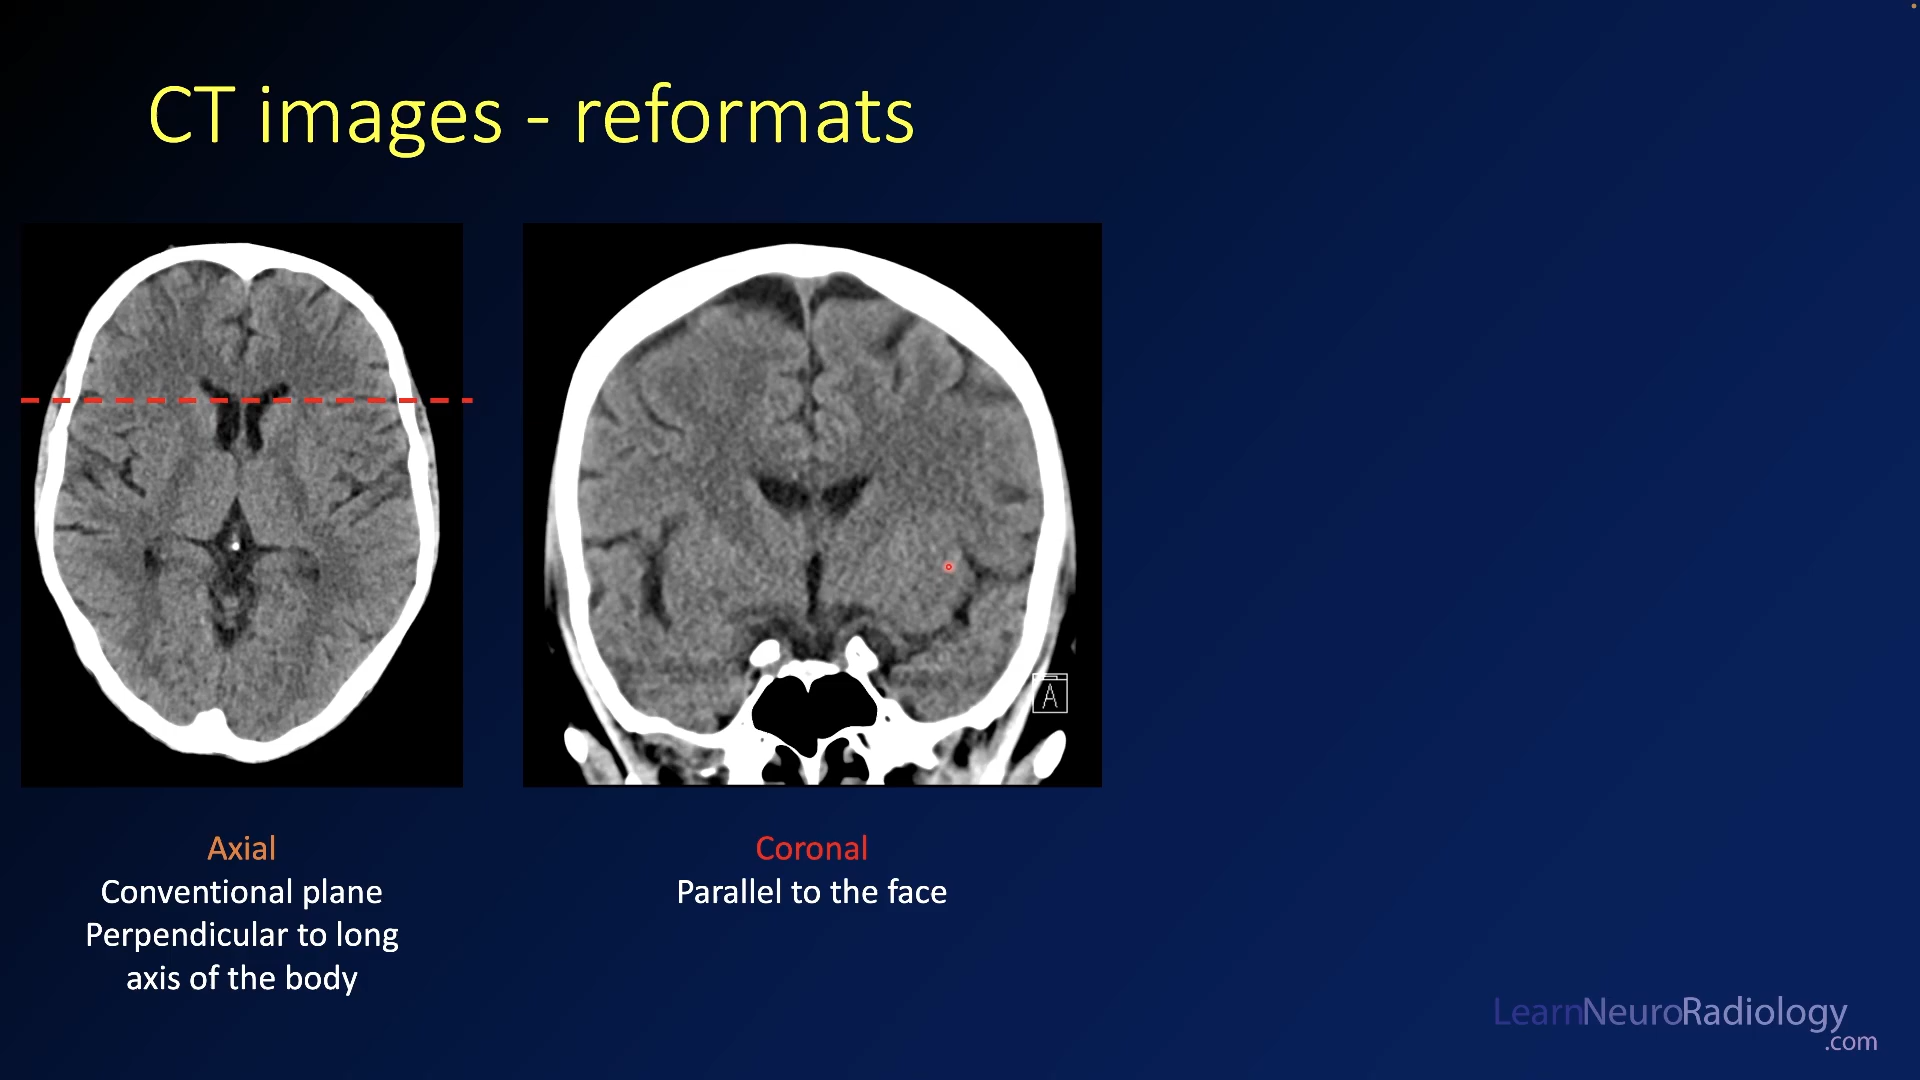 CT images - reformats
A
Axial
Conventional plane
Perpendicular to long
axis of the body
Coronal
Parallel to the face
LearnNeuroRadiology
.com